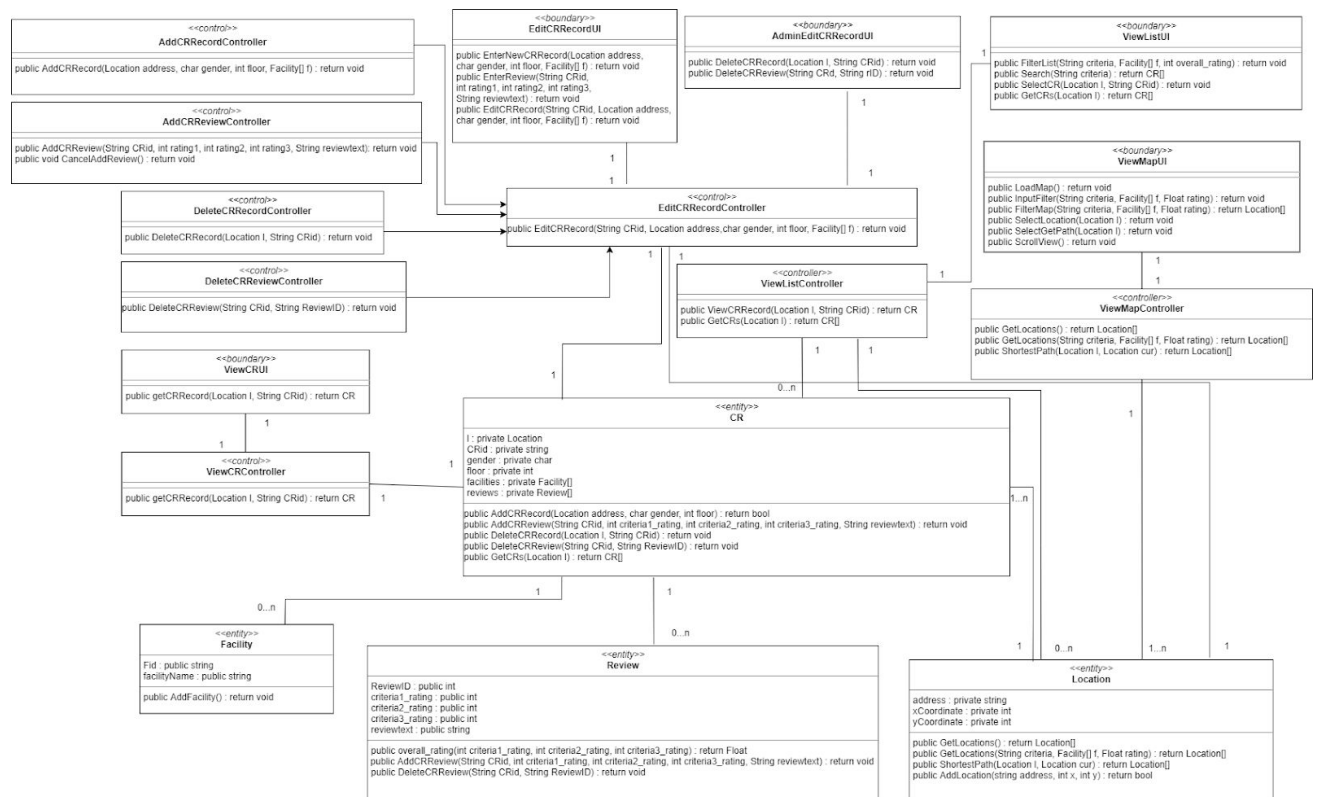 <<control>>
AddCRRecordController
public AddCRRecord(Location address, char gender, int floor, Facility[] f) : return void
<<control>>
AddCRReviewController
public AddCRReview(String CRid, int rating1, int rating2, int rating3, String reviewtext): return void
public void CancelAddReview() : return void
<<control>>
DeleteCRRecordController
public DeleteCRRecord(Location l, String CRid) : return void
<<control>>
DeleteCRReviewController
public DeleteCRReview(String CRid, String ReviewID) : return void
<<boundary>>
EditCRRecordUI
public EnterNewCRRecord(Location address,
char gender, int floor, Facility[] f) : return void
public EnterReview(String CRid,
int rating1, int rating2, int rating3,
String reviewtext) : return void
public EditCRRecord(String CRid, Location address,
char gender, int floor, Facility[] f) : return void
1
1
<<boundary>>
AdminEditCRRecordUI
public DeleteCRRecord(Location l, String CRid) : return void
public DeleteCRReview(String CRd, String rID) : return void
1
1
<<boundary>>
ViewListUI
public FilterList(String criteria, Facility[] f, int overall_rating) : return void
public Search(String criteria) : return CR[]
public SelectCR(Location l, String CRid) : return void
public GetCRs(Location l) : return CR[]
1
<<boundary>>
ViewMapUI
public LoadMap() : return void
public InputFilter(String criteria, Facility[] f, Float rating) : return void
public FilterMap(String criteria, Facility[] f, Float rating) : return Location[]
public SelectLocation(Location l) : return void
public SelectGetPath(Location l) : return void
public ScrollView() : return void
1
1
<<control>>
EditCRRecordController
public EditCRRecord(String CRid, Location address,char gender, int floor, Facility[] f) : return void
1
1
<<controller>>
ViewListController
public ViewCRRecord(Location l, String CRid) : return CR
public GetCRs(Location l) : return CR[]
1
1
1
<<controller>>
ViewMapController
public GetLocations() : return Location[]
public GetLocations(String criteria, Facility[] f, Float rating) : return Location[]
public ShortestPath(Location l, Location cur) : return Location[]
1
<<boundary>>
ViewCRUI
public getCRRecord(Location l, String CRid) : return CR
1
1
<<control>>
ViewCRController
public getCRRecord(Location l, String CRid) : return CR
1
1
1
0...n
<<entity>>
CR
l : private Location
CRid : private string
gender : private char
floor : private int
facilities : private Facility[]
reviews : private Review[]
public AddCRRecord(Location address, char gender, int floor) : return bool
public AddCRReview(String CRid, int criteria1_rating, int criteria2_rating, int criteria3_rating, String reviewtext) : return void
public DeleteCRRecord(Location l, String CRid) : return void
public DeleteCRReview(String CRid, String ReviewID) : return void
public GetCRs(Location l) : return CR[]
1...n
1
1
0...n
0...n
<<entity>>
Facility
Fid : public string
facilityName : public string
public AddFacility() : return void
<<entity>>
Review
ReviewID : public int
criteria1_rating : public int
criteria2_rating : public int
criteria3_rating : public int
reviewtext : public string
public overall_rating(int criteria1_rating, int criteria2_rating, int criteria3_rating) : return Float
public AddCRReview(String CRid, int criteria1_rating, int criteria2_rating, int criteria3_rating, String reviewtext) : return void
public DeleteCRReview(String CRid, String ReviewID) : return void
1
0...n
1...n
1
<<entity>>
Location
address : private string
xCoordinate : private int
yCoordinate : private int
public GetLocations() : return Location[]
public GetLocations(String criteria, Facility[] f, Float rating) : return Location[]
public ShortestPath(Location l, Location cur) : return Location[]
public AddLocation(string address, int x, int y) : return bool